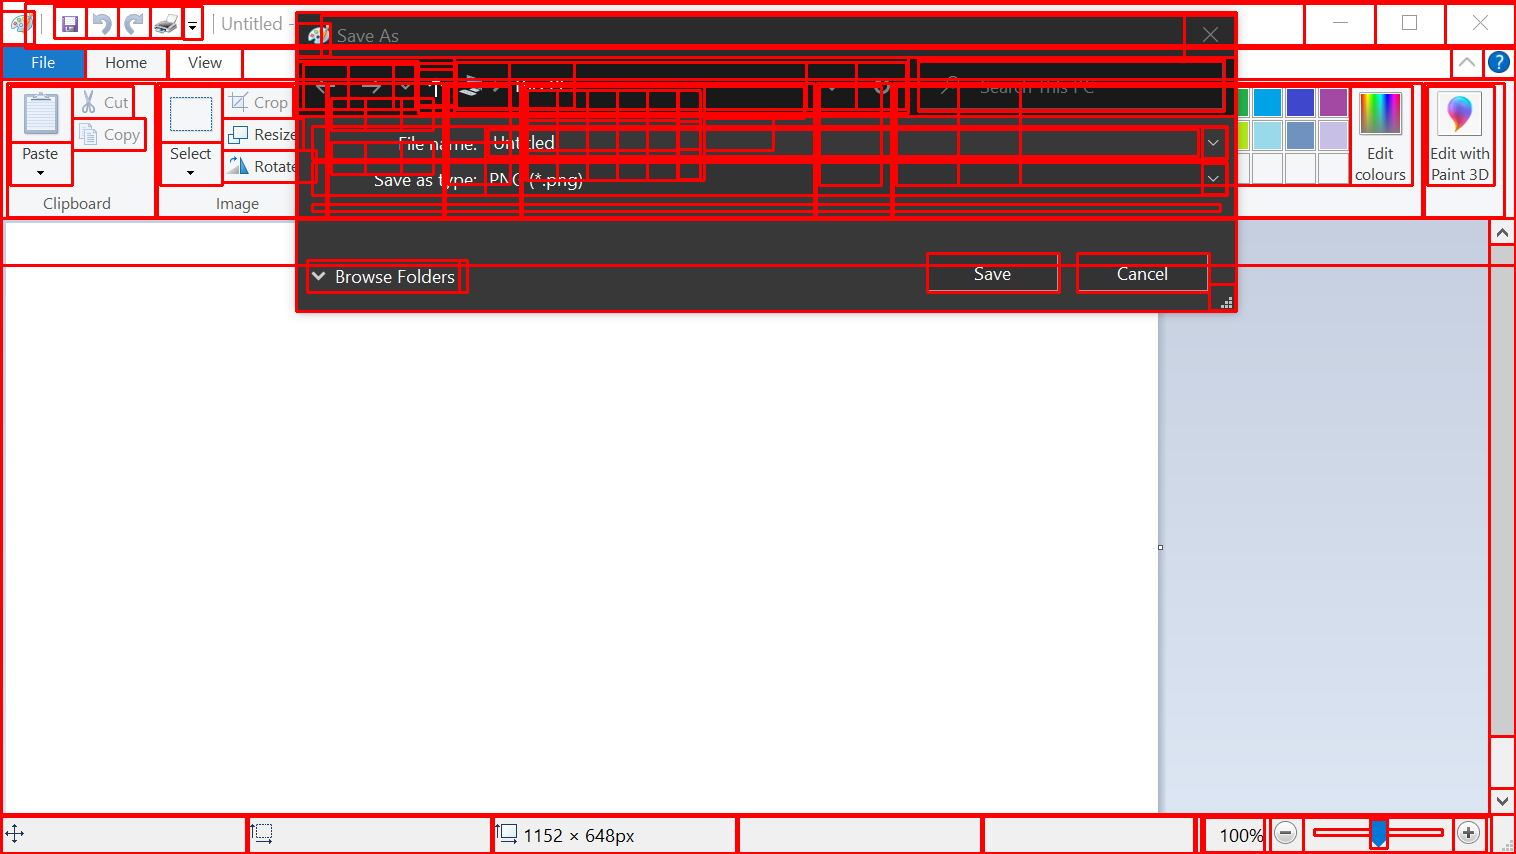 Untitled -
Save As
File
Home
View
Search This PC
Cut
Copy
Paste
Clipboard
Crop
Resize
Rotate
Select
Image
File name:
Untitled
Save as type:
PNG (*.png)
Browse Folders
Save
Cancel
Edit
colours
Edit with
Paint 3D
1152 × 648px
100%